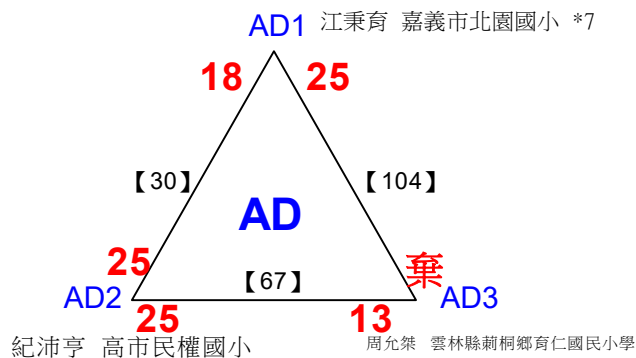 AD1 江秉育 嘉義市北園國小 *7
18 25
【30】 【104】
AD
25 棄
AD2 【67】 AD3
25 13
紀沛亨 高市民權國小 周允桀 雲林縣莿桐鄉育仁國民小學